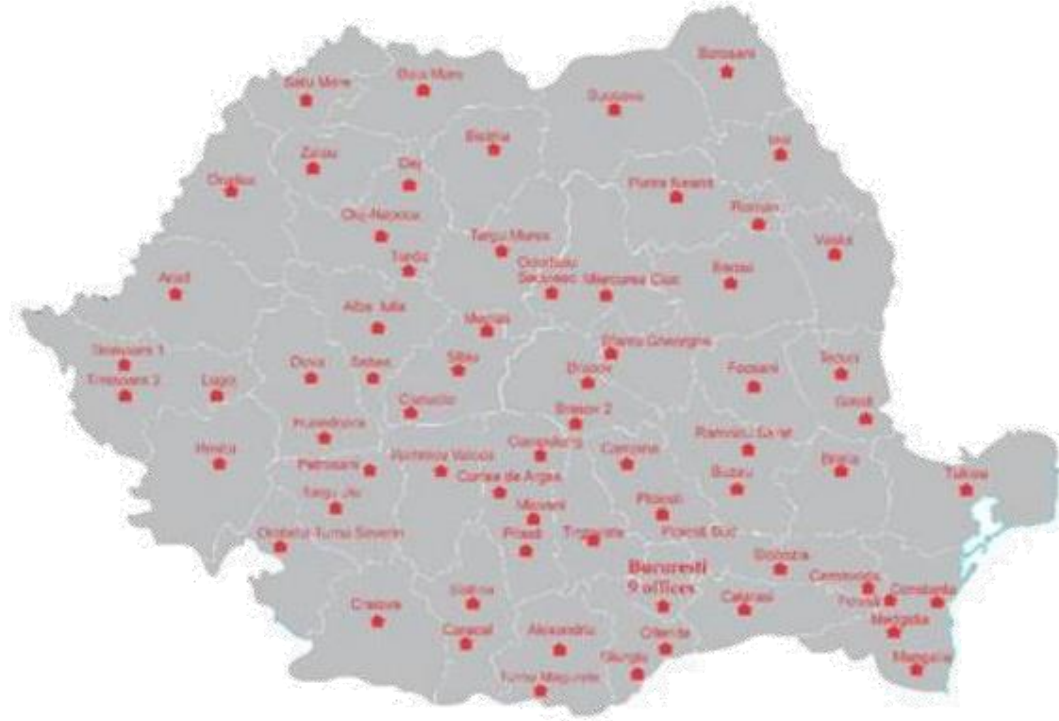 Botosani
Baia Mare
Satu Mare
Suceava
Bistrita
Iasi
Zalau
Dej
Oradea
Piatra Neamt
Roman
Cluj-Napoca
Targu Mures
Vaslui
Turda
Odorheiu
Secuiesc
Miercurea Ciuc
Bacau
Arad
Alba Iulia
Medias
Sfantu Gheorghe
Timisoara 1
Deva
Sebes
Sibiu
Brasov
Focsani
Tecuci
Timisoara 2
Lugoj
Cisnadie
Galati
Brasov 2
Hunedoara
Ramnicu Sarat
Resita
Petrosani
Ramnicu Valcea
Campulung
Campina
Braila
Curtea de Arges
Buzau
Tulcea
Targu Jiu
Mioveni
Ploiesti
Drobeta-Turnu Severin
Pitesti
Targoviste
Ploiesti Sud
Slobozia
Bucuresti
9 offices
Slatina
Calarasi
Cernavoda
Constanta
Craiova
Medgidia
Caracal
Alexandria
Oltenita
Giurgiu
Mangalia
Turnu Magurele